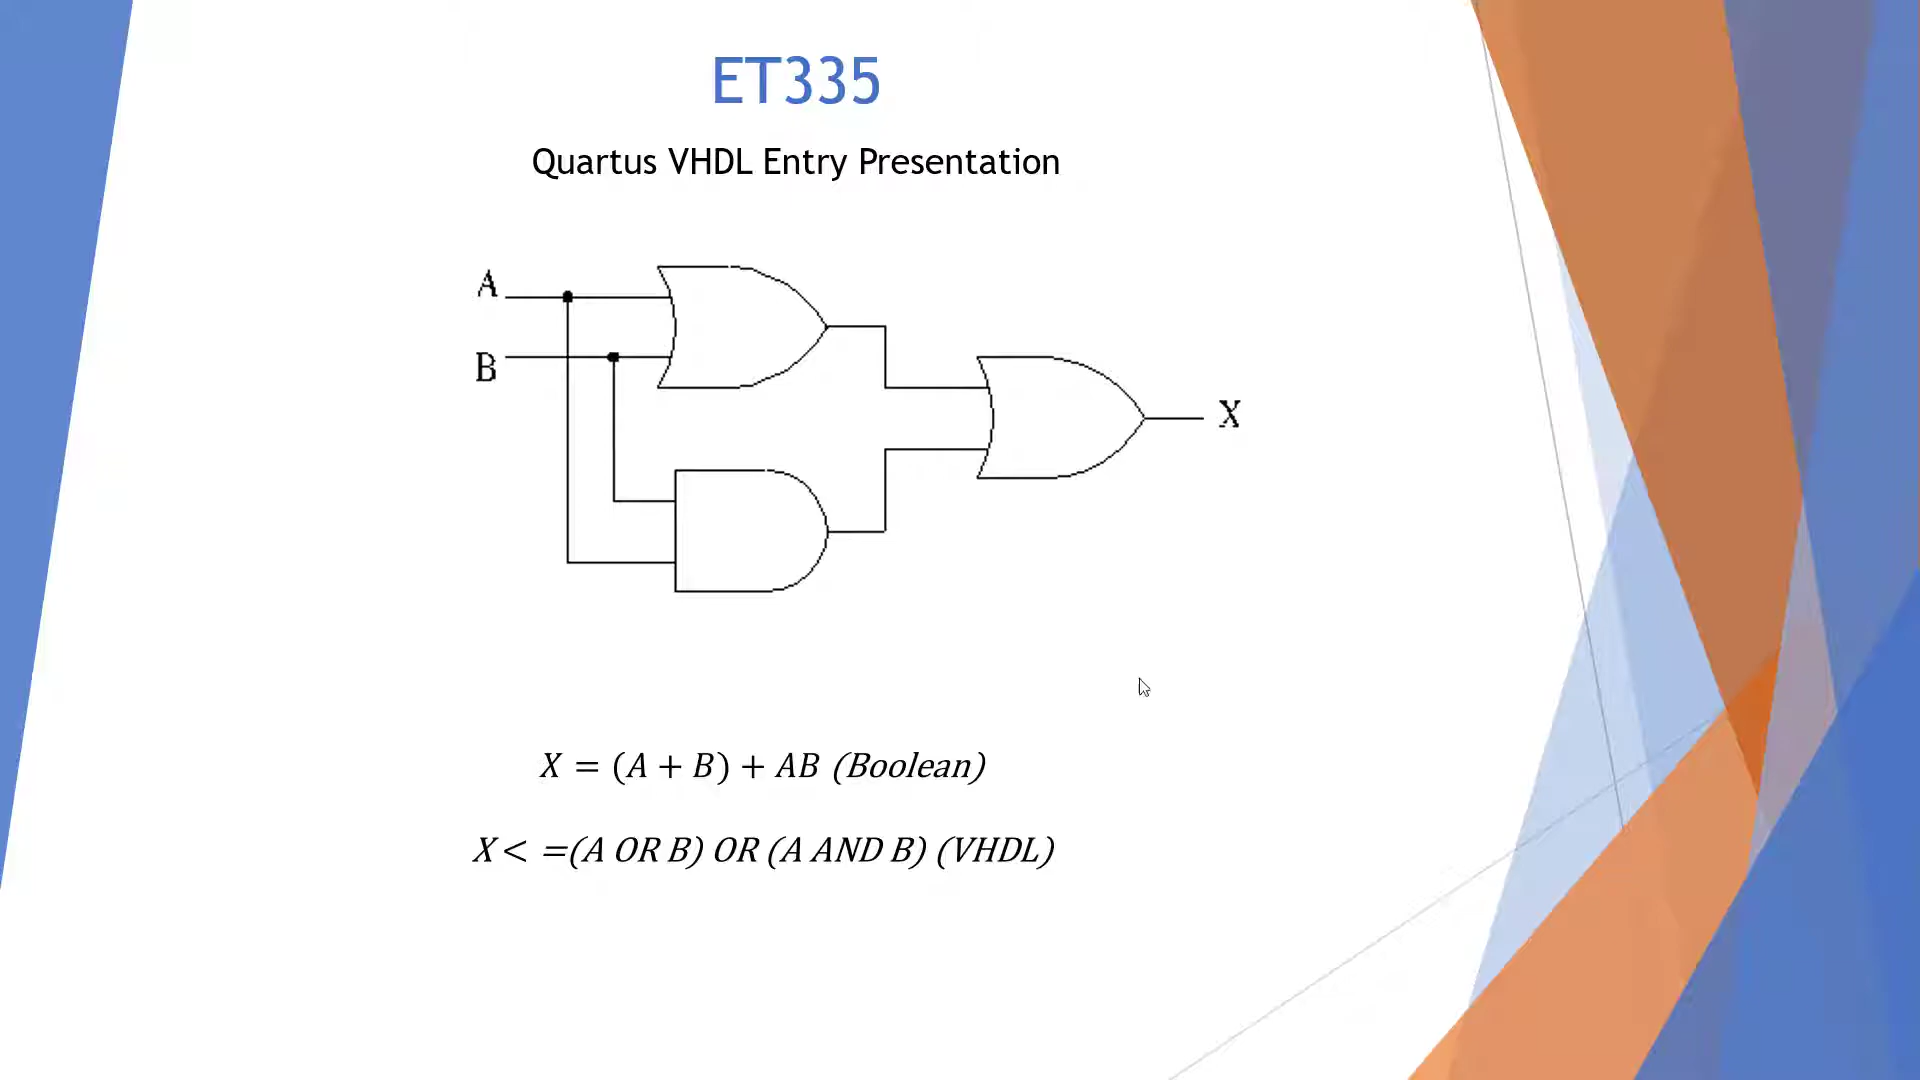 ET335
Quartus VHDL Entry Presentation
A
B
X
X = (A + B) + AB (Boolean)
X < =(A OR B) OR (A AND B) (VHDL)